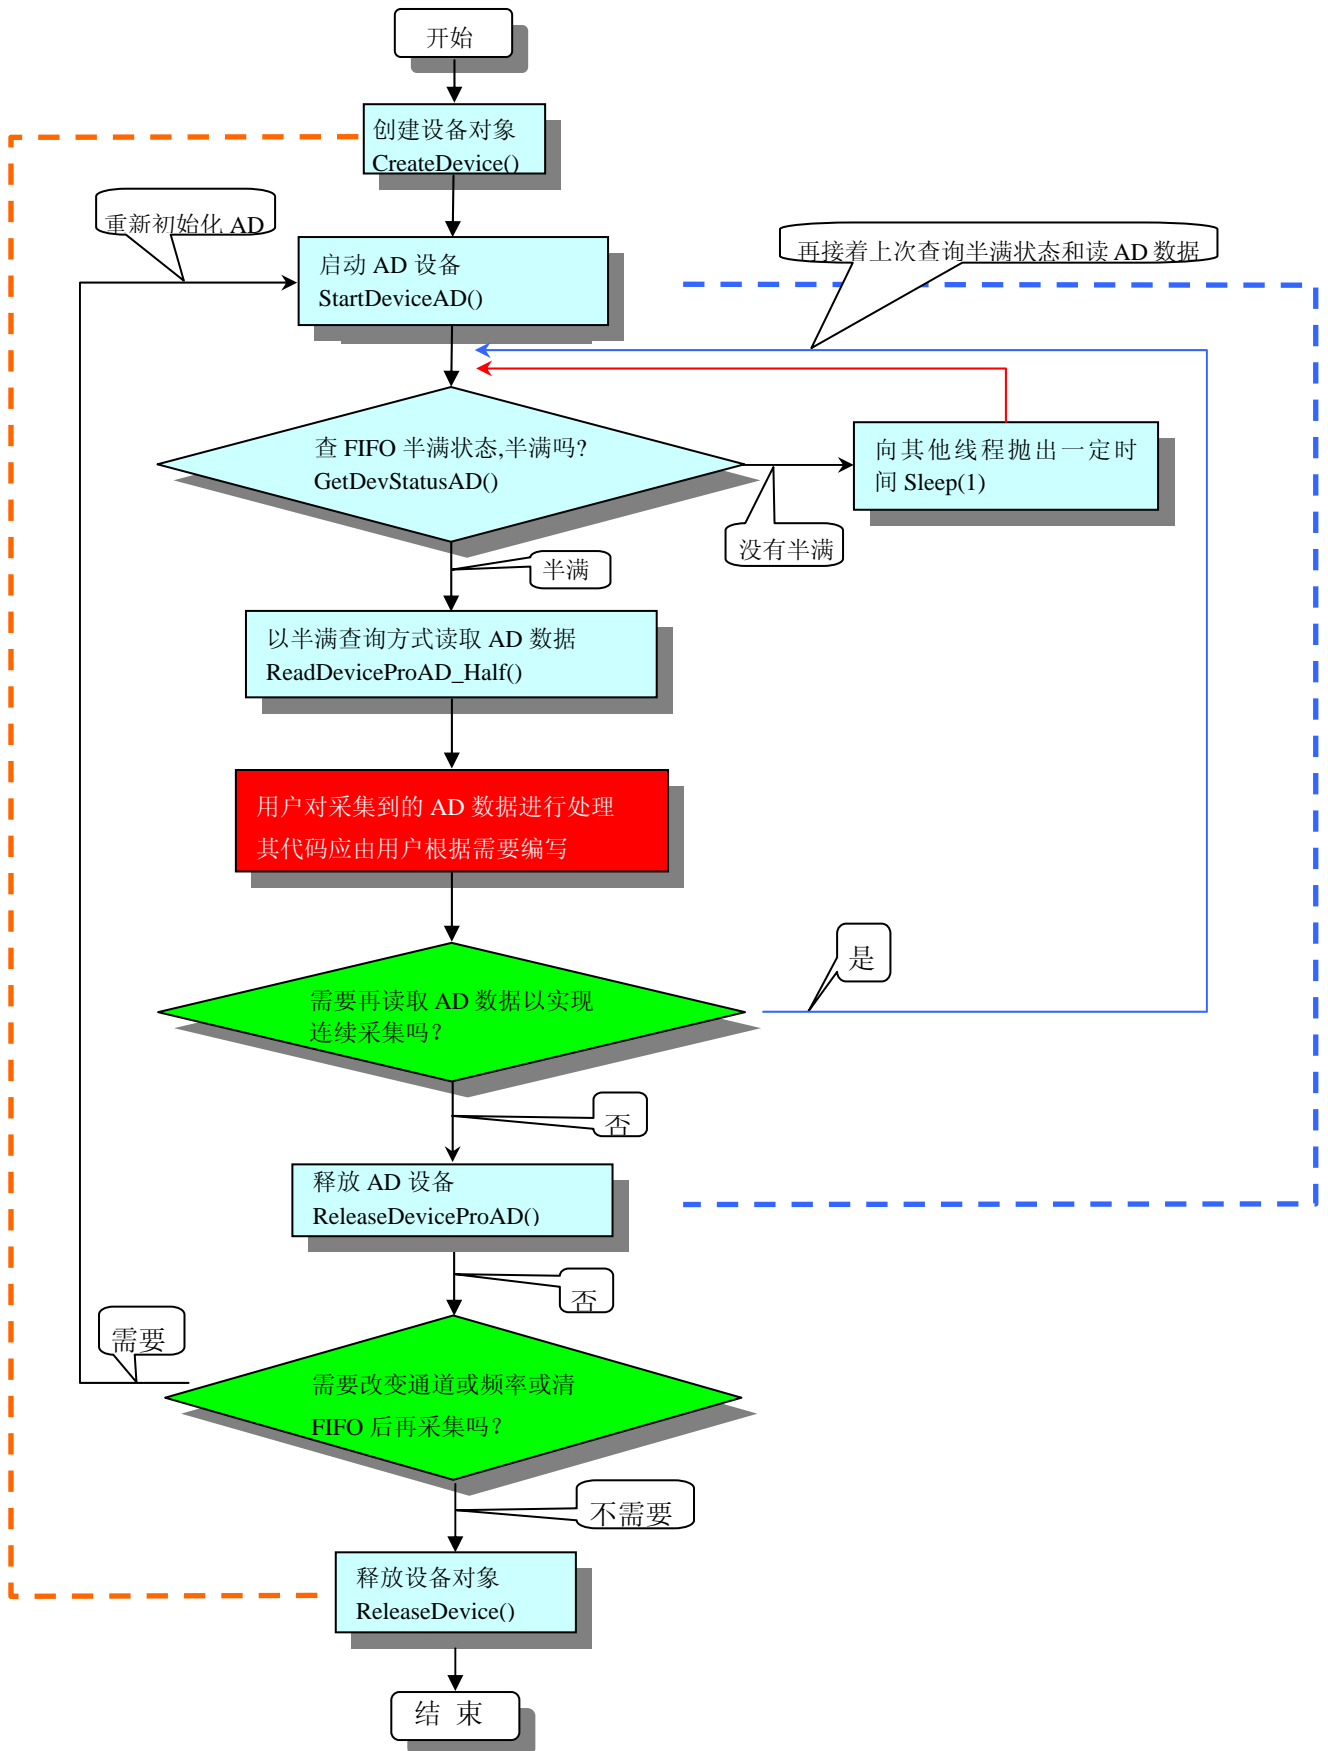 开始
创建设备对象
CreateDevice()
重新初始化 AD
启动 AD 设备
StartDeviceAD()
再接着上次查询半满状态和读 AD 数据
查 FIFO 半满状态,半满吗?
GetDevStatusAD()
向其他线程抛出一定时
间 Sleep(1)
没有半满
半满
以半满查询方式读取 AD 数据
ReadDeviceProAD_Half()
用户对采集到的 AD 数据进行处理
其代码应由用户根据需要编写
是
需要再读取 AD 数据以实现
连续采集吗？
否
释放 AD 设备
ReleaseDeviceProAD()
否
需要
需要改变通道或频率或清
FIFO 后再采集吗？
不需要
释放设备对象
ReleaseDevice()
结 束